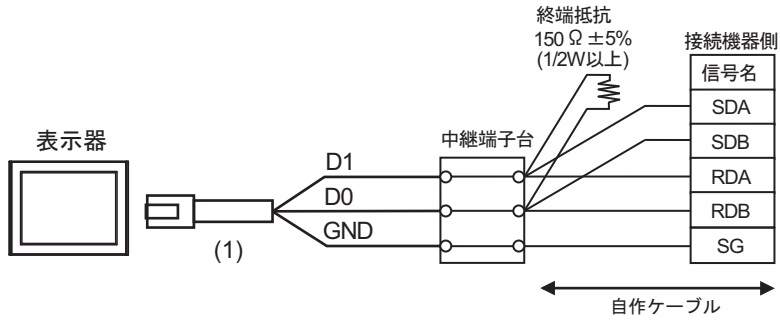 終端抵抗
150 Ω ±5%
(1/2W以上)
接続機器側
信号名
SDA
SDB
RDA
RDB
SG
中継端子台
表示器
D1
D0
GND
(1)
自作ケーブル